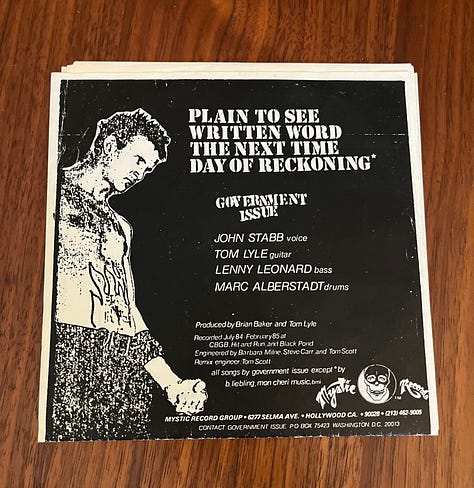 PLAIN TO SEE
WRITTEN WORD
THE NEXT TIME
DAY OF RECKONING*
GOVERNMENT
ISSUE
JOHN STABB voice
TOM LYLE guitar
LENNY LEONARD bass
MARC ALBERSTADT drums
Produced by Brian Baker and Tom Lyle
Recorded July 84 February 85 at
CBGB, Hit and Run, and Black Pond
Engineered by Barbara Milne, Steve Carr, and Tom Scott
Remix engineer Tom Scott
all songs by government issue except * by
b. liebling, mon cheri music, bmi
Mystic Records TM
MYSTIC RECORD GROUP • 6277 SELMA AVE. • HOLLYWOOD CA. • 90028 • (213) 462-9005
CONTACT GOVERNMENT ISSUE PO BOX 75423 WASHINGTON, D.C. 20013